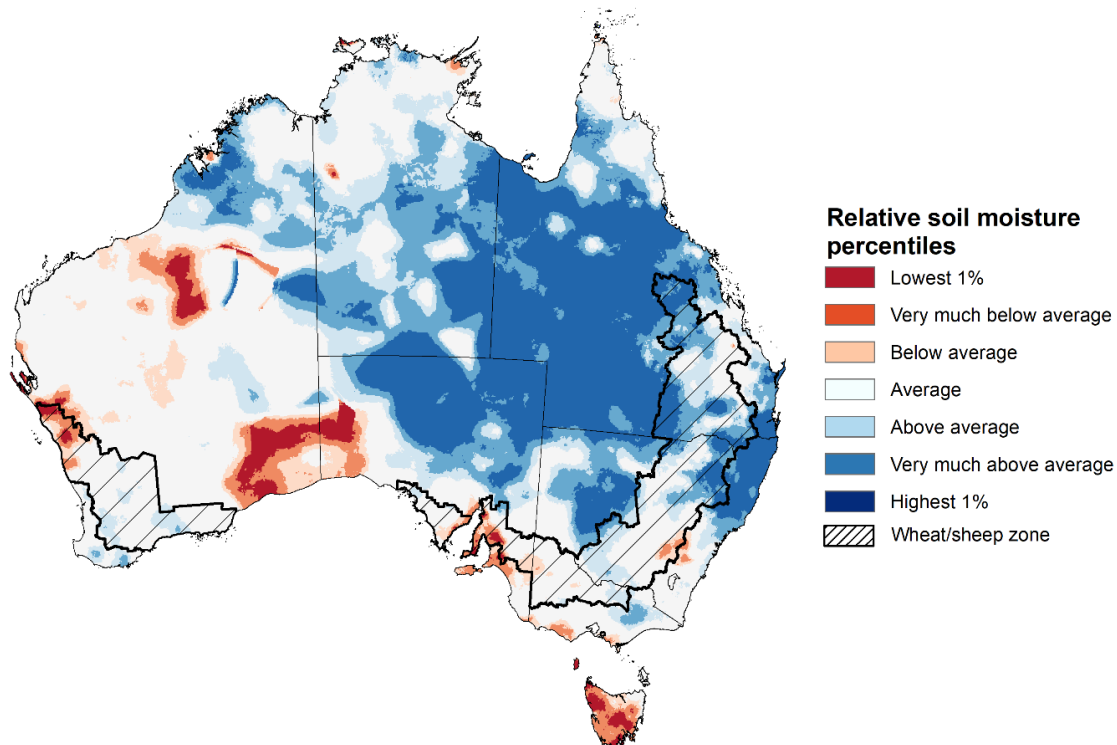 Relative soil moisture
percentiles
Lowest 1%
Very much below average
Below average
Average
Above average
Very much above average
Highest 1%
Wheat/sheep zone